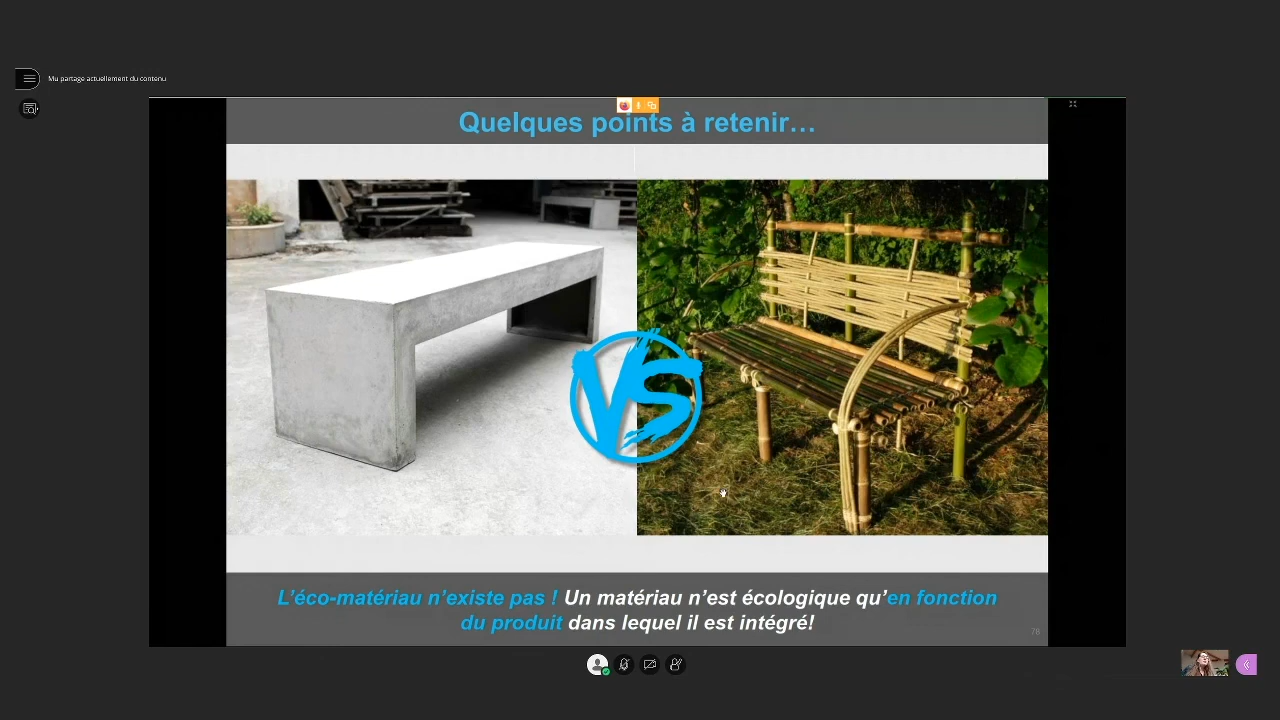 Mu partage actuellement du contenu
Quelques points à retenir…
VS
L'éco-matériau n'existe pas ! Un matériau n'est écologique qu'en fonction
du produit dans lequel il est intégré!
78